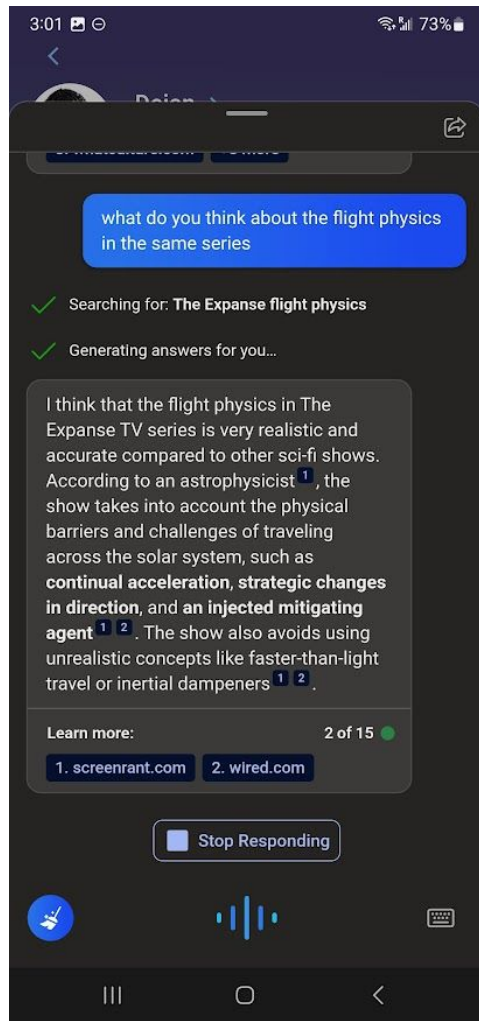 3:01 73%
what do you think about the flight physics
in the same series
Searching for: The Expanse flight physics
Generating answers for you...
I think that the flight physics in The
Expanse TV series is very realistic and
accurate compared to other sci-fi shows.
According to an astrophysicist 1 , the
show takes into account the physical
barriers and challenges of traveling
across the solar system, such as
continual acceleration, strategic changes
in direction, and an injected mitigating
agent 1 2 . The show also avoids using
unrealistic concepts like faster-than-light
travel or inertial dampeners 1 2 .
Learn more: 2 of 15
1. screenrant.com 2. wired.com
Stop Responding